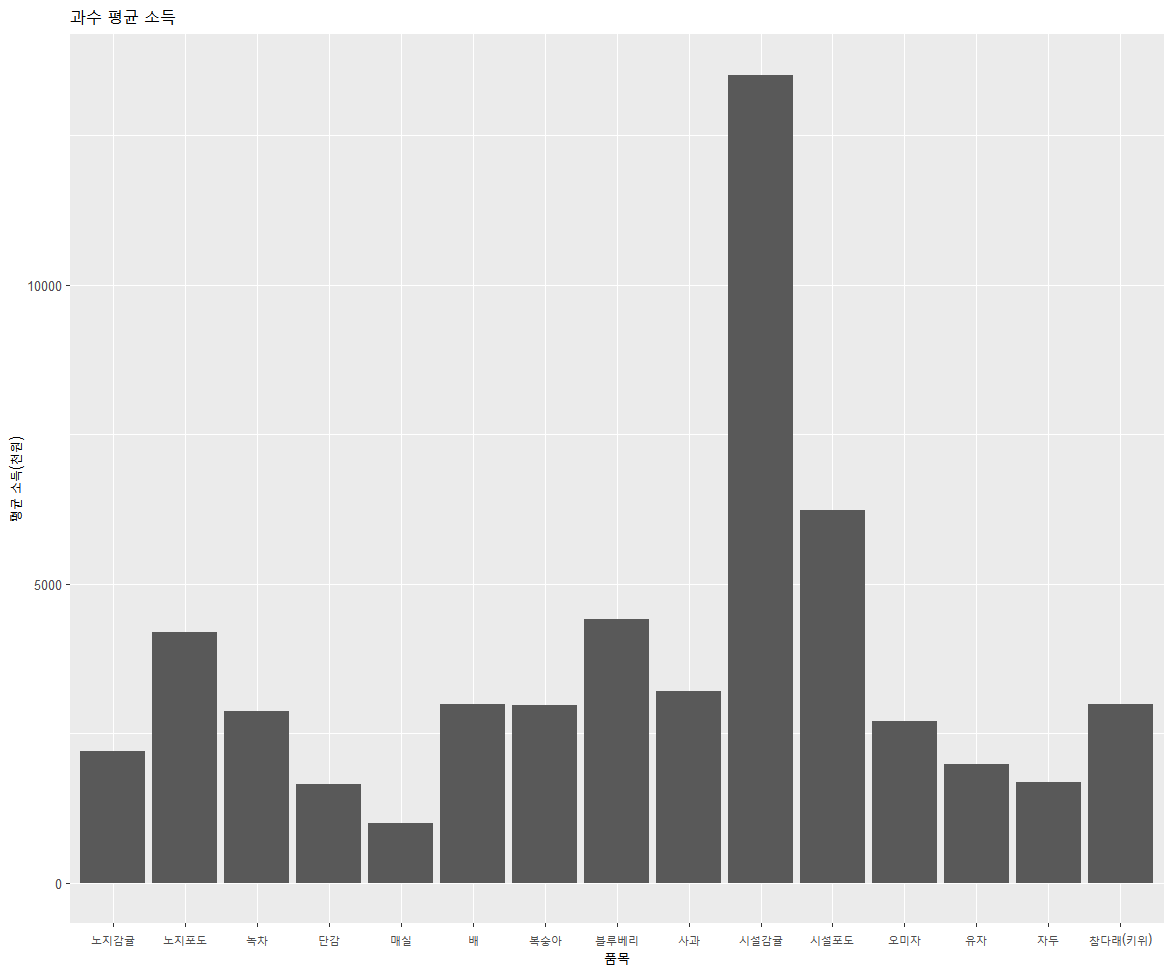 과수 평균 소득
평균 소득(천원)
10000
5000
0
노지감귤 노지포도 녹차 단감 매실 배 복숭아 블루베리 사과 시설감귤 시설포도 오미자 유자 자두 참다래(키위)
품목